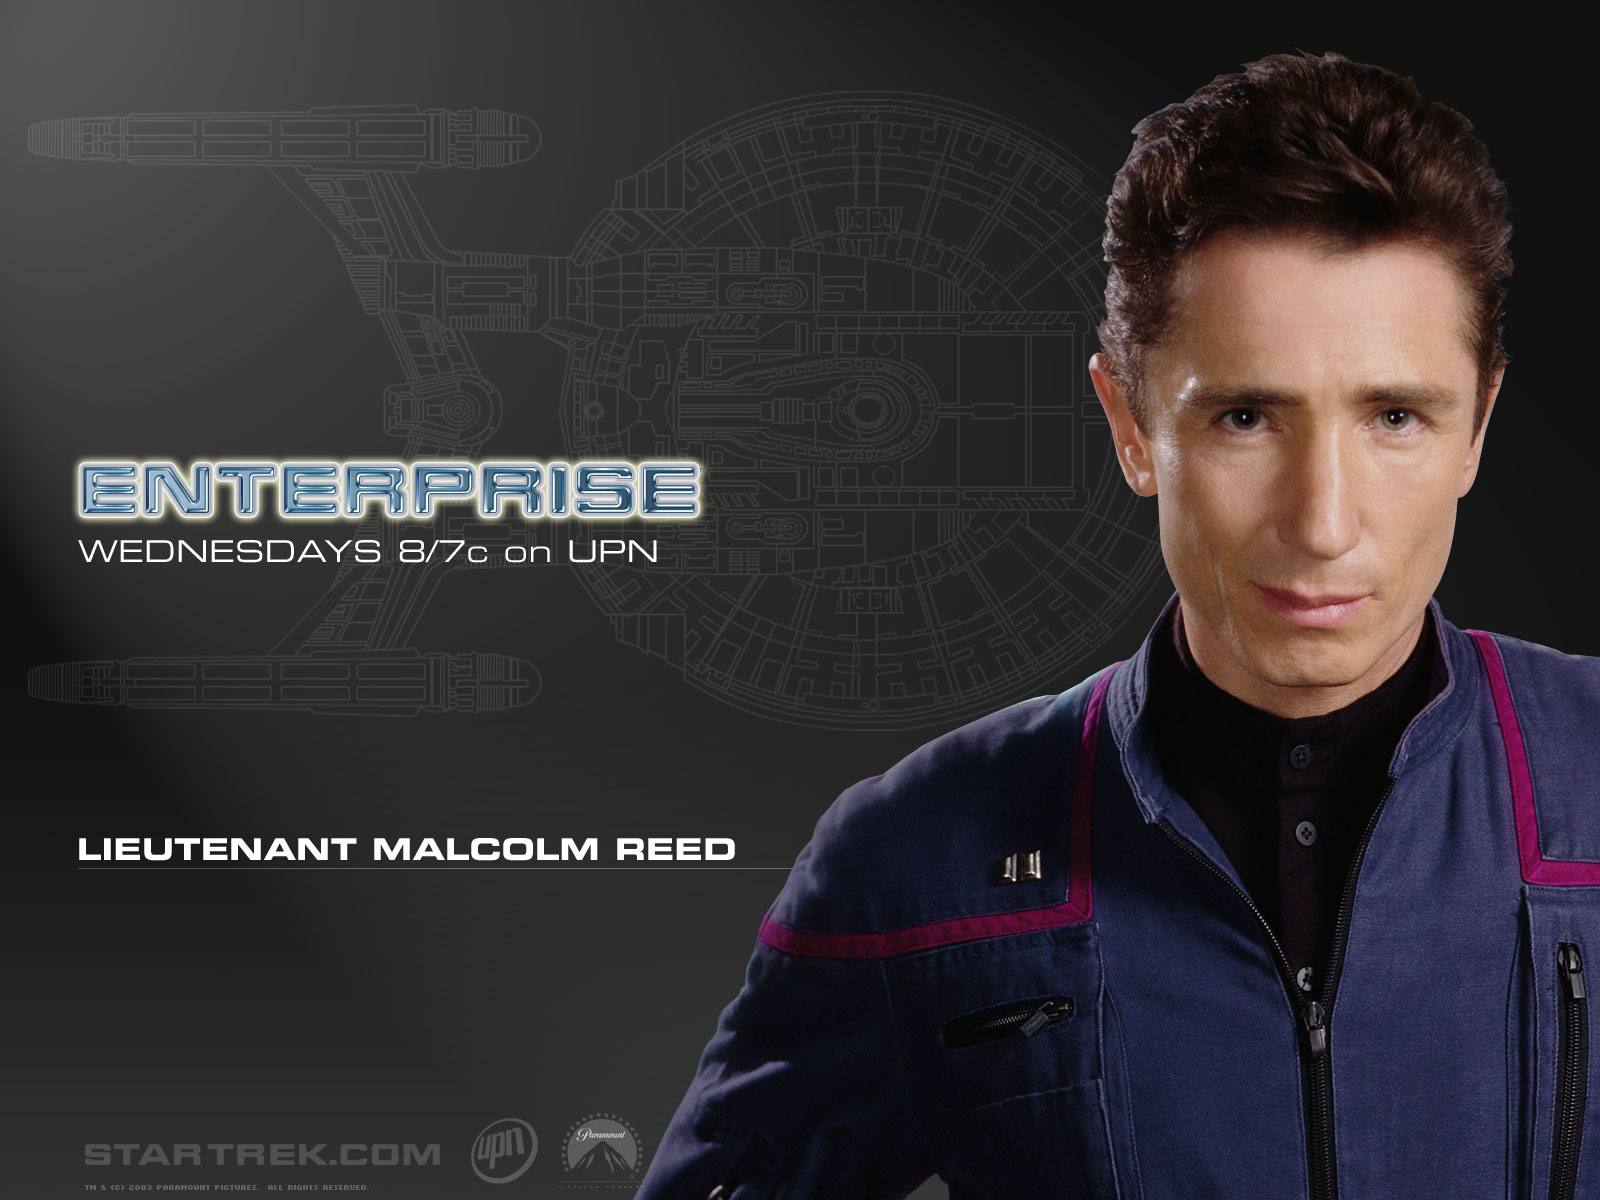 ENTERPRISE
WEDNESDAYS 8/7c on UPN
LIEUTENANT MALCOLM REED
STARTREK.COM
upn
Paramount
TM & (C) 2003 PARAMOUNT PICTURES. ALL RIGHTS RESERVED.